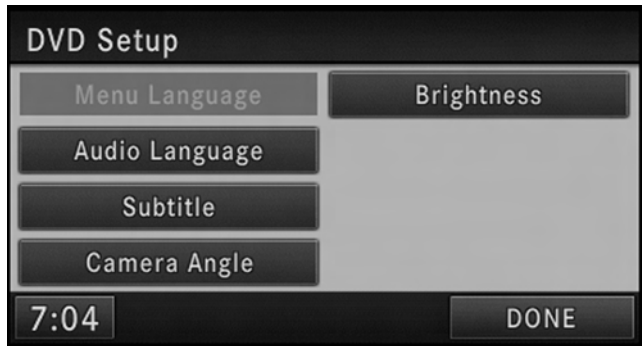 DVD Setup
Menu Language
Brightness
Audio Language
Subtitle
Camera Angle
7:04
DONE